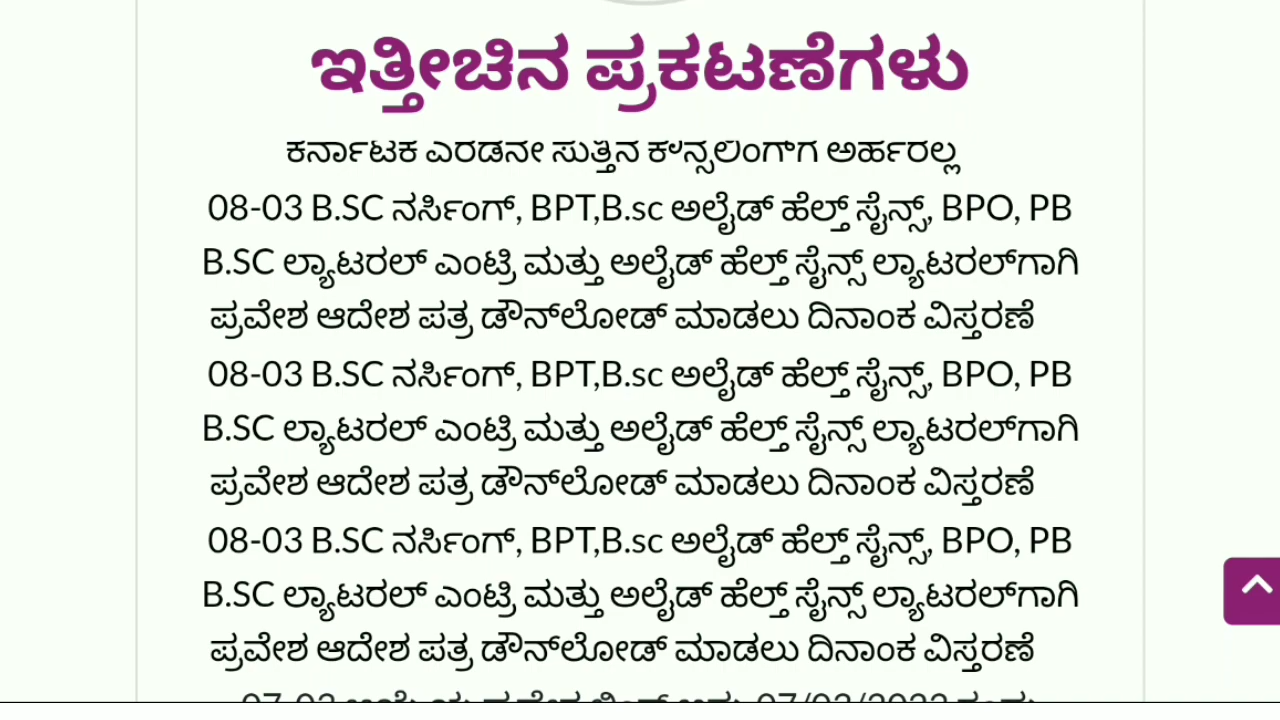 ಇತ್ತೀಚಿನ ಪ್ರಕಟಣೆಗಳು
ಕರ್ನಾಟಕ ಎರಡನೇ ಸುತ್ತಿನ ಕೌನ್ಸಲಿಂಗ್‌ಗೆ ಅರ್ಹರಲ್ಲ
08-03 B.SC ನರ್ಸಿಂಗ್, BPT,B.sc ಅಲೈಡ್ ಹೆಲ್ತ್ ಸೈನ್ಸ್, BPO, PB
B.SC ಲ್ಯಾಟರಲ್ ಎಂಟ್ರಿ ಮತ್ತು ಅಲೈಡ್ ಹೆಲ್ತ್ ಸೈನ್ಸ್ ಲ್ಯಾಟರಲ್‌ಗಾಗಿ
ಪ್ರವೇಶ ಆದೇಶ ಪತ್ರ ಡೌನ್‌ಲೋಡ್ ಮಾಡಲು ದಿನಾಂಕ ವಿಸ್ತರಣೆ
08-03 B.SC ನರ್ಸಿಂಗ್, BPT,B.sc ಅಲೈಡ್ ಹೆಲ್ತ್ ಸೈನ್ಸ್, BPO, PB
B.SC ಲ್ಯಾಟರಲ್ ಎಂಟ್ರಿ ಮತ್ತು ಅಲೈಡ್ ಹೆಲ್ತ್ ಸೈನ್ಸ್ ಲ್ಯಾಟರಲ್‌ಗಾಗಿ
ಪ್ರವೇಶ ಆದೇಶ ಪತ್ರ ಡೌನ್‌ಲೋಡ್ ಮಾಡಲು ದಿನಾಂಕ ವಿಸ್ತರಣೆ
08-03 B.SC ನರ್ಸಿಂಗ್, BPT,B.sc ಅಲೈಡ್ ಹೆಲ್ತ್ ಸೈನ್ಸ್, BPO, PB
B.SC ಲ್ಯಾಟರಲ್ ಎಂಟ್ರಿ ಮತ್ತು ಅಲೈಡ್ ಹೆಲ್ತ್ ಸೈನ್ಸ್ ಲ್ಯಾಟರಲ್‌ಗಾಗಿ
ಪ್ರವೇಶ ಆದೇಶ ಪತ್ರ ಡೌನ್‌ಲೋಡ್ ಮಾಡಲು ದಿನಾಂಕ ವಿಸ್ತರಣೆ